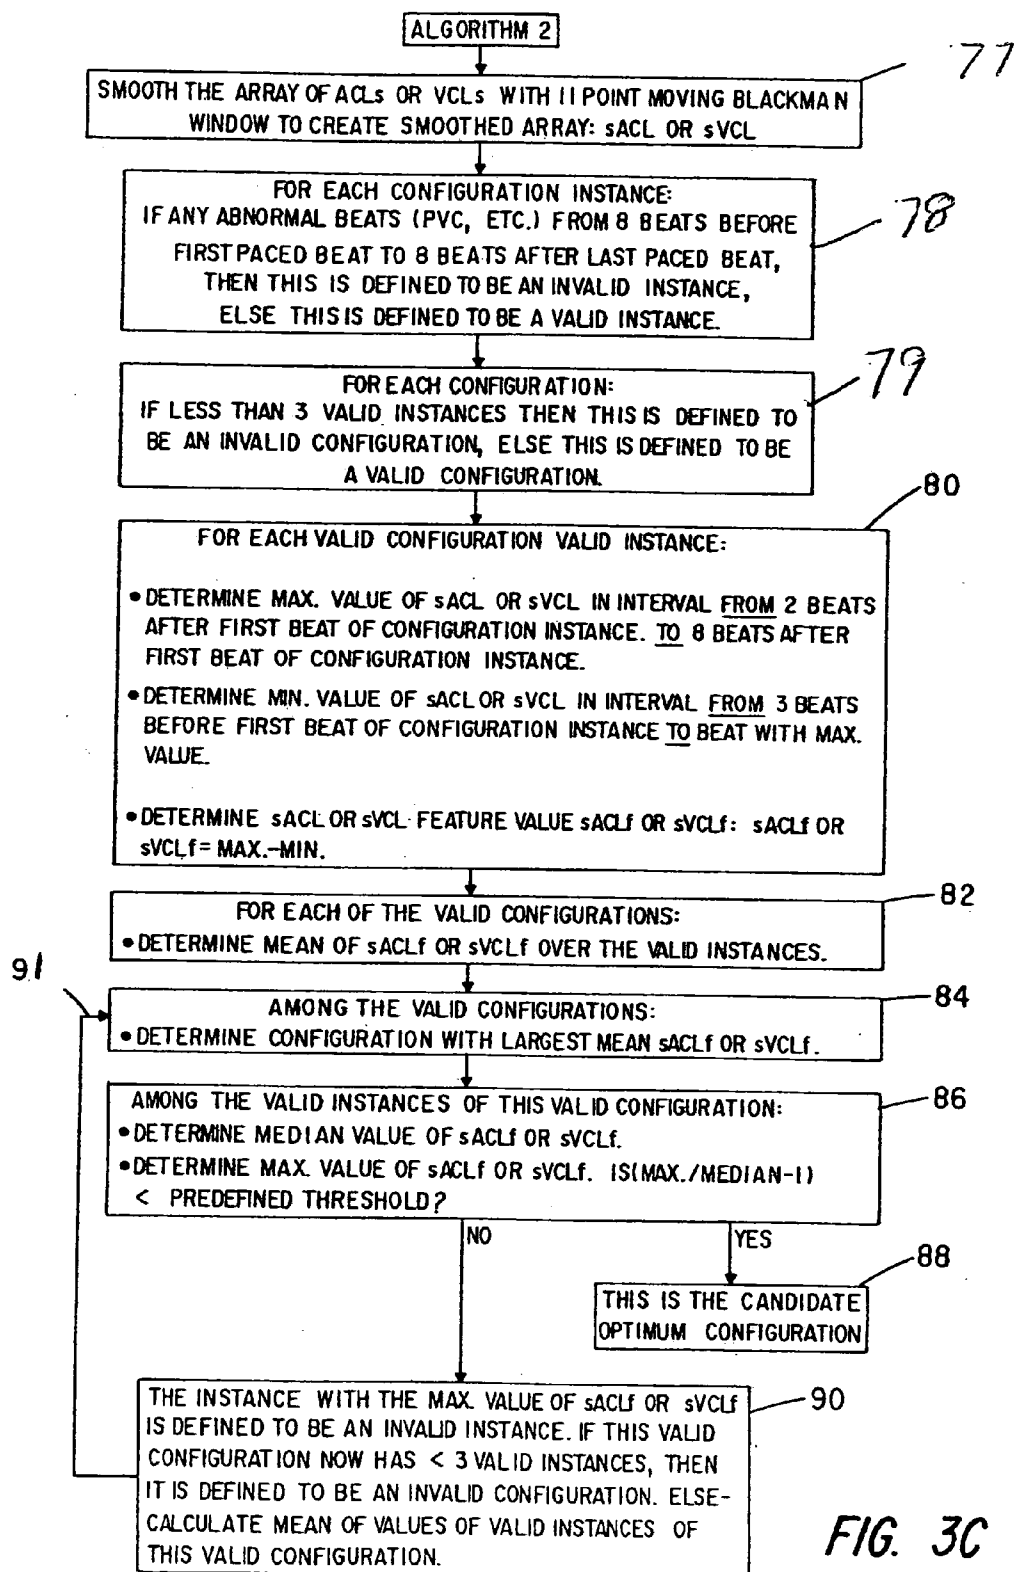 ALGORITHM 2
77
SMOOTH THE ARRAY OF ACLs OR VCLs WITH 11 POINT MOVING BLACKMAN
WINDOW TO CREATE SMOOTHED ARRAY: sACL OR sVCL
78
FOR EACH CONFIGURATION INSTANCE:
IF ANY ABNORMAL BEATS (PVC, ETC.) FROM 8 BEATS BEFORE
FIRST PACED BEAT TO 8 BEATS AFTER LAST PACED BEAT,
THEN THIS IS DEFINED TO BE AN INVALID INSTANCE,
ELSE THIS IS DEFINED TO BE A VALID INSTANCE.
79
FOR EACH CONFIGURATION:
IF LESS THAN 3 VALID INSTANCES THEN THIS IS DEFINED TO
BE AN INVALID CONFIGURATION, ELSE THIS IS DEFINED TO BE
A VALID CONFIGURATION.
80
FOR EACH VALID CONFIGURATION VALID INSTANCE:
• DETERMINE MAX. VALUE OF sACL OR sVCL IN INTERVAL FROM 2 BEATS
AFTER FIRST BEAT OF CONFIGURATION INSTANCE. TO 8 BEATS AFTER
FIRST BEAT OF CONFIGURATION INSTANCE.
• DETERMINE MIN. VALUE OF sACL OR sVCL IN INTERVAL FROM 3 BEATS
BEFORE FIRST BEAT OF CONFIGURATION INSTANCE TO BEAT WITH MAX.
VALUE.
• DETERMINE sACL OR sVCL FEATURE VALUE sACLf OR sVCLf: sACLf OR
sVCLf = MAX.-MIN.
82
FOR EACH OF THE VALID CONFIGURATIONS:
• DETERMINE MEAN OF sACLf OR sVCLf OVER THE VALID INSTANCES.
91
84
AMONG THE VALID CONFIGURATIONS:
• DETERMINE CONFIGURATION WITH LARGEST MEAN sACLf OR sVCLf.
86
AMONG THE VALID INSTANCES OF THIS VALID CONFIGURATION:
• DETERMINE MEDIAN VALUE OF sACLf OR sVCLf.
• DETERMINE MAX. VALUE OF sACLf OR sVCLf. IS(MAX./MEDIAN-1)
< PREDEFINED THRESHOLD?
NO
YES
88
THIS IS THE CANDIDATE
OPTIMUM CONFIGURATION
90
THE INSTANCE WITH THE MAX. VALUE OF sACLf OR sVCLf
IS DEFINED TO BE AN INVALID INSTANCE. IF THIS VALID
CONFIGURATION NOW HAS < 3 VALID INSTANCES, THEN
IT IS DEFINED TO BE AN INVALID CONFIGURATION. ELSE-
CALCULATE MEAN OF VALUES OF VALID INSTANCES OF
THIS VALID CONFIGURATION.
FIG. 3C